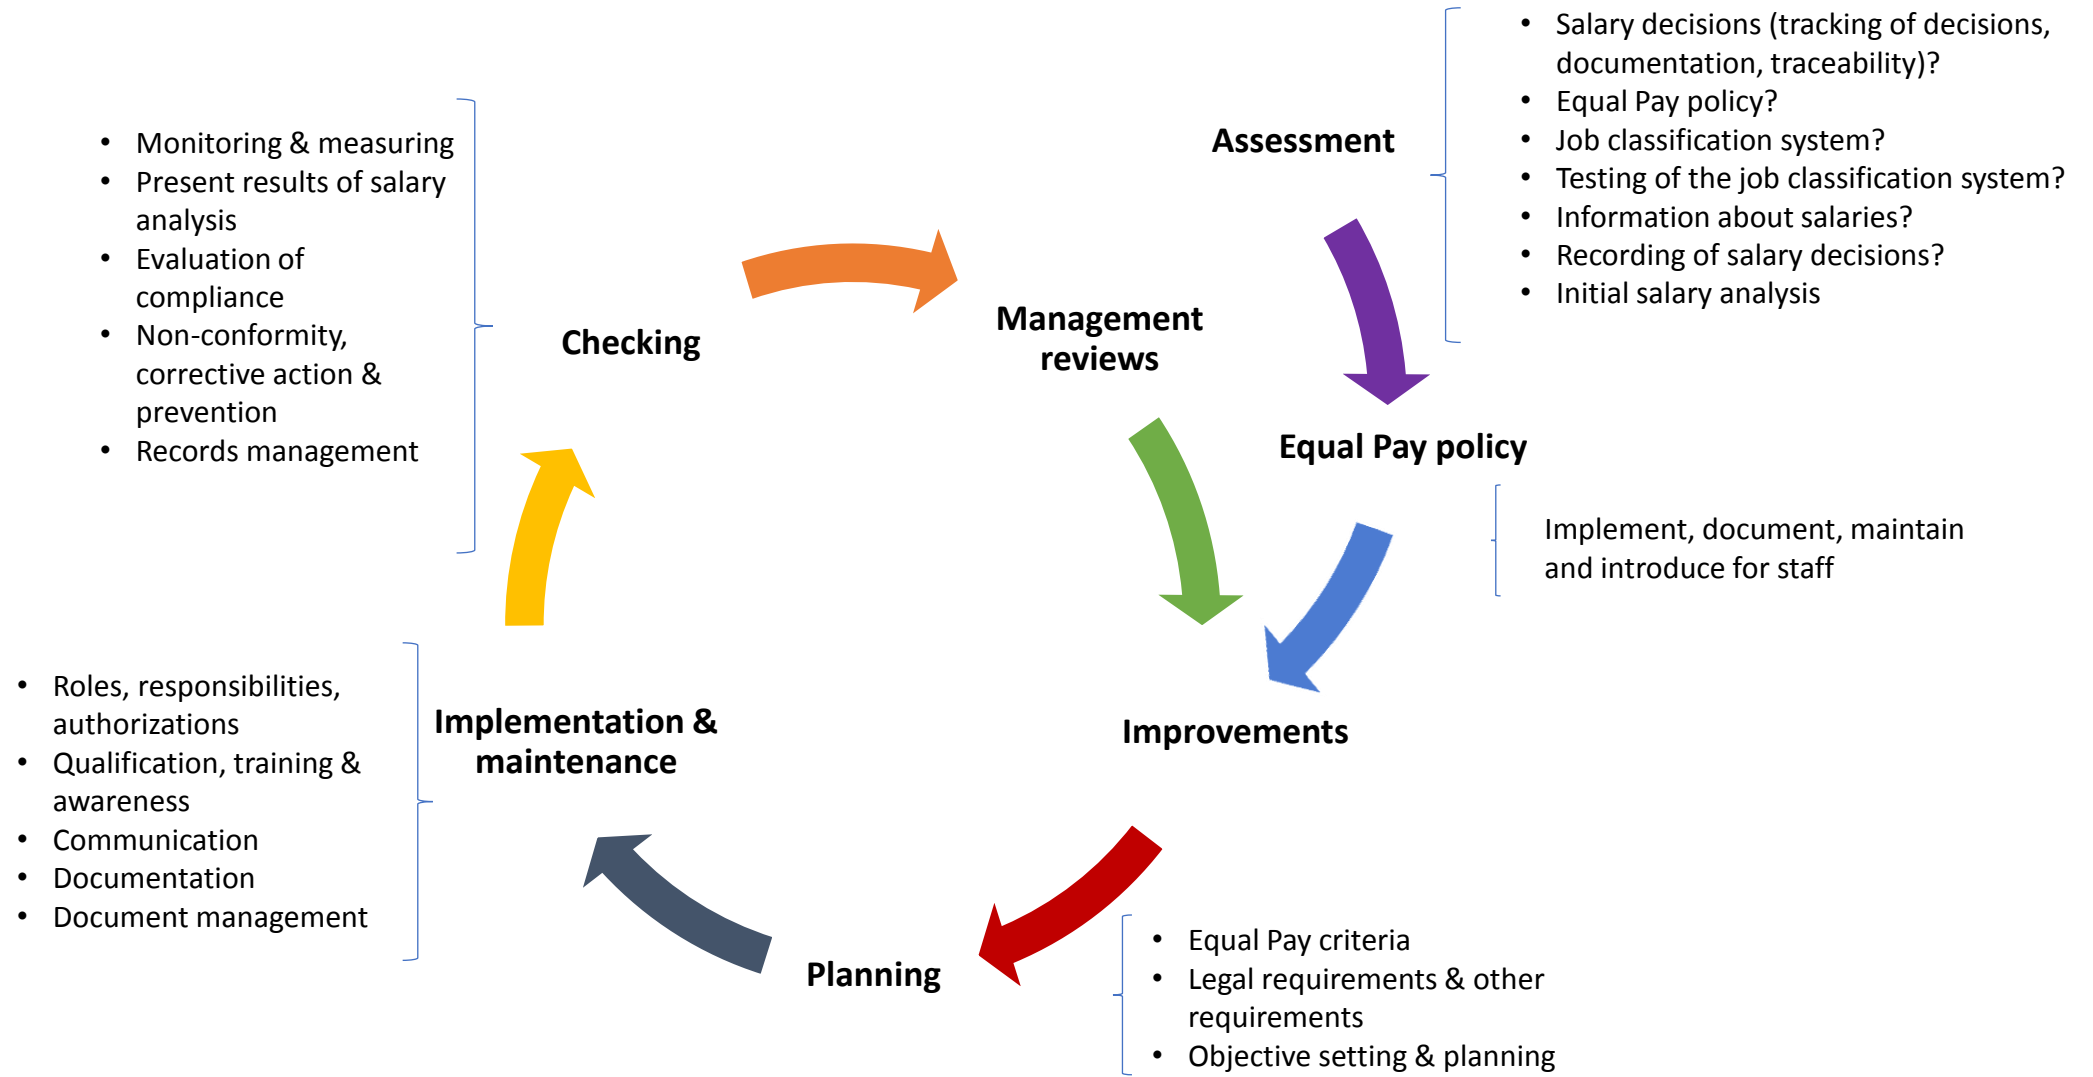 Assessment
• Salary decisions (tracking of decisions,
documentation, traceability)?
• Equal Pay policy?
• Job classification system?
• Testing of the job classification system?
• Information about salaries?
• Recording of salary decisions?
• Initial salary analysis
Equal Pay policy
Implement, document, maintain
and introduce for staff
Improvements
Planning
• Equal Pay criteria
• Legal requirements & other
requirements
• Objective setting & planning
Implementation &
maintenance
• Roles, responsibilities,
authorizations
• Qualification, training &
awareness
• Communication
• Documentation
• Document management
Checking
• Monitoring & measuring
• Present results of salary
analysis
• Evaluation of
compliance
• Non-conformity,
corrective action &
prevention
• Records management
Management
reviews